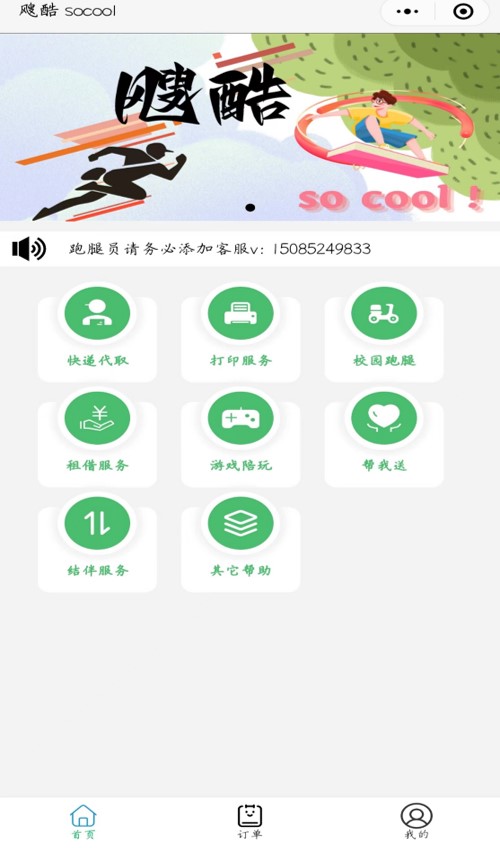 飕酷 socool
飕酷
so cool !
跑腿员请务必添加客服v: 15085249833
快递代取
打印服务
校园跑腿
租借服务
游戏陪玩
帮我送
结伴服务
其它帮助
首页
订单
我的